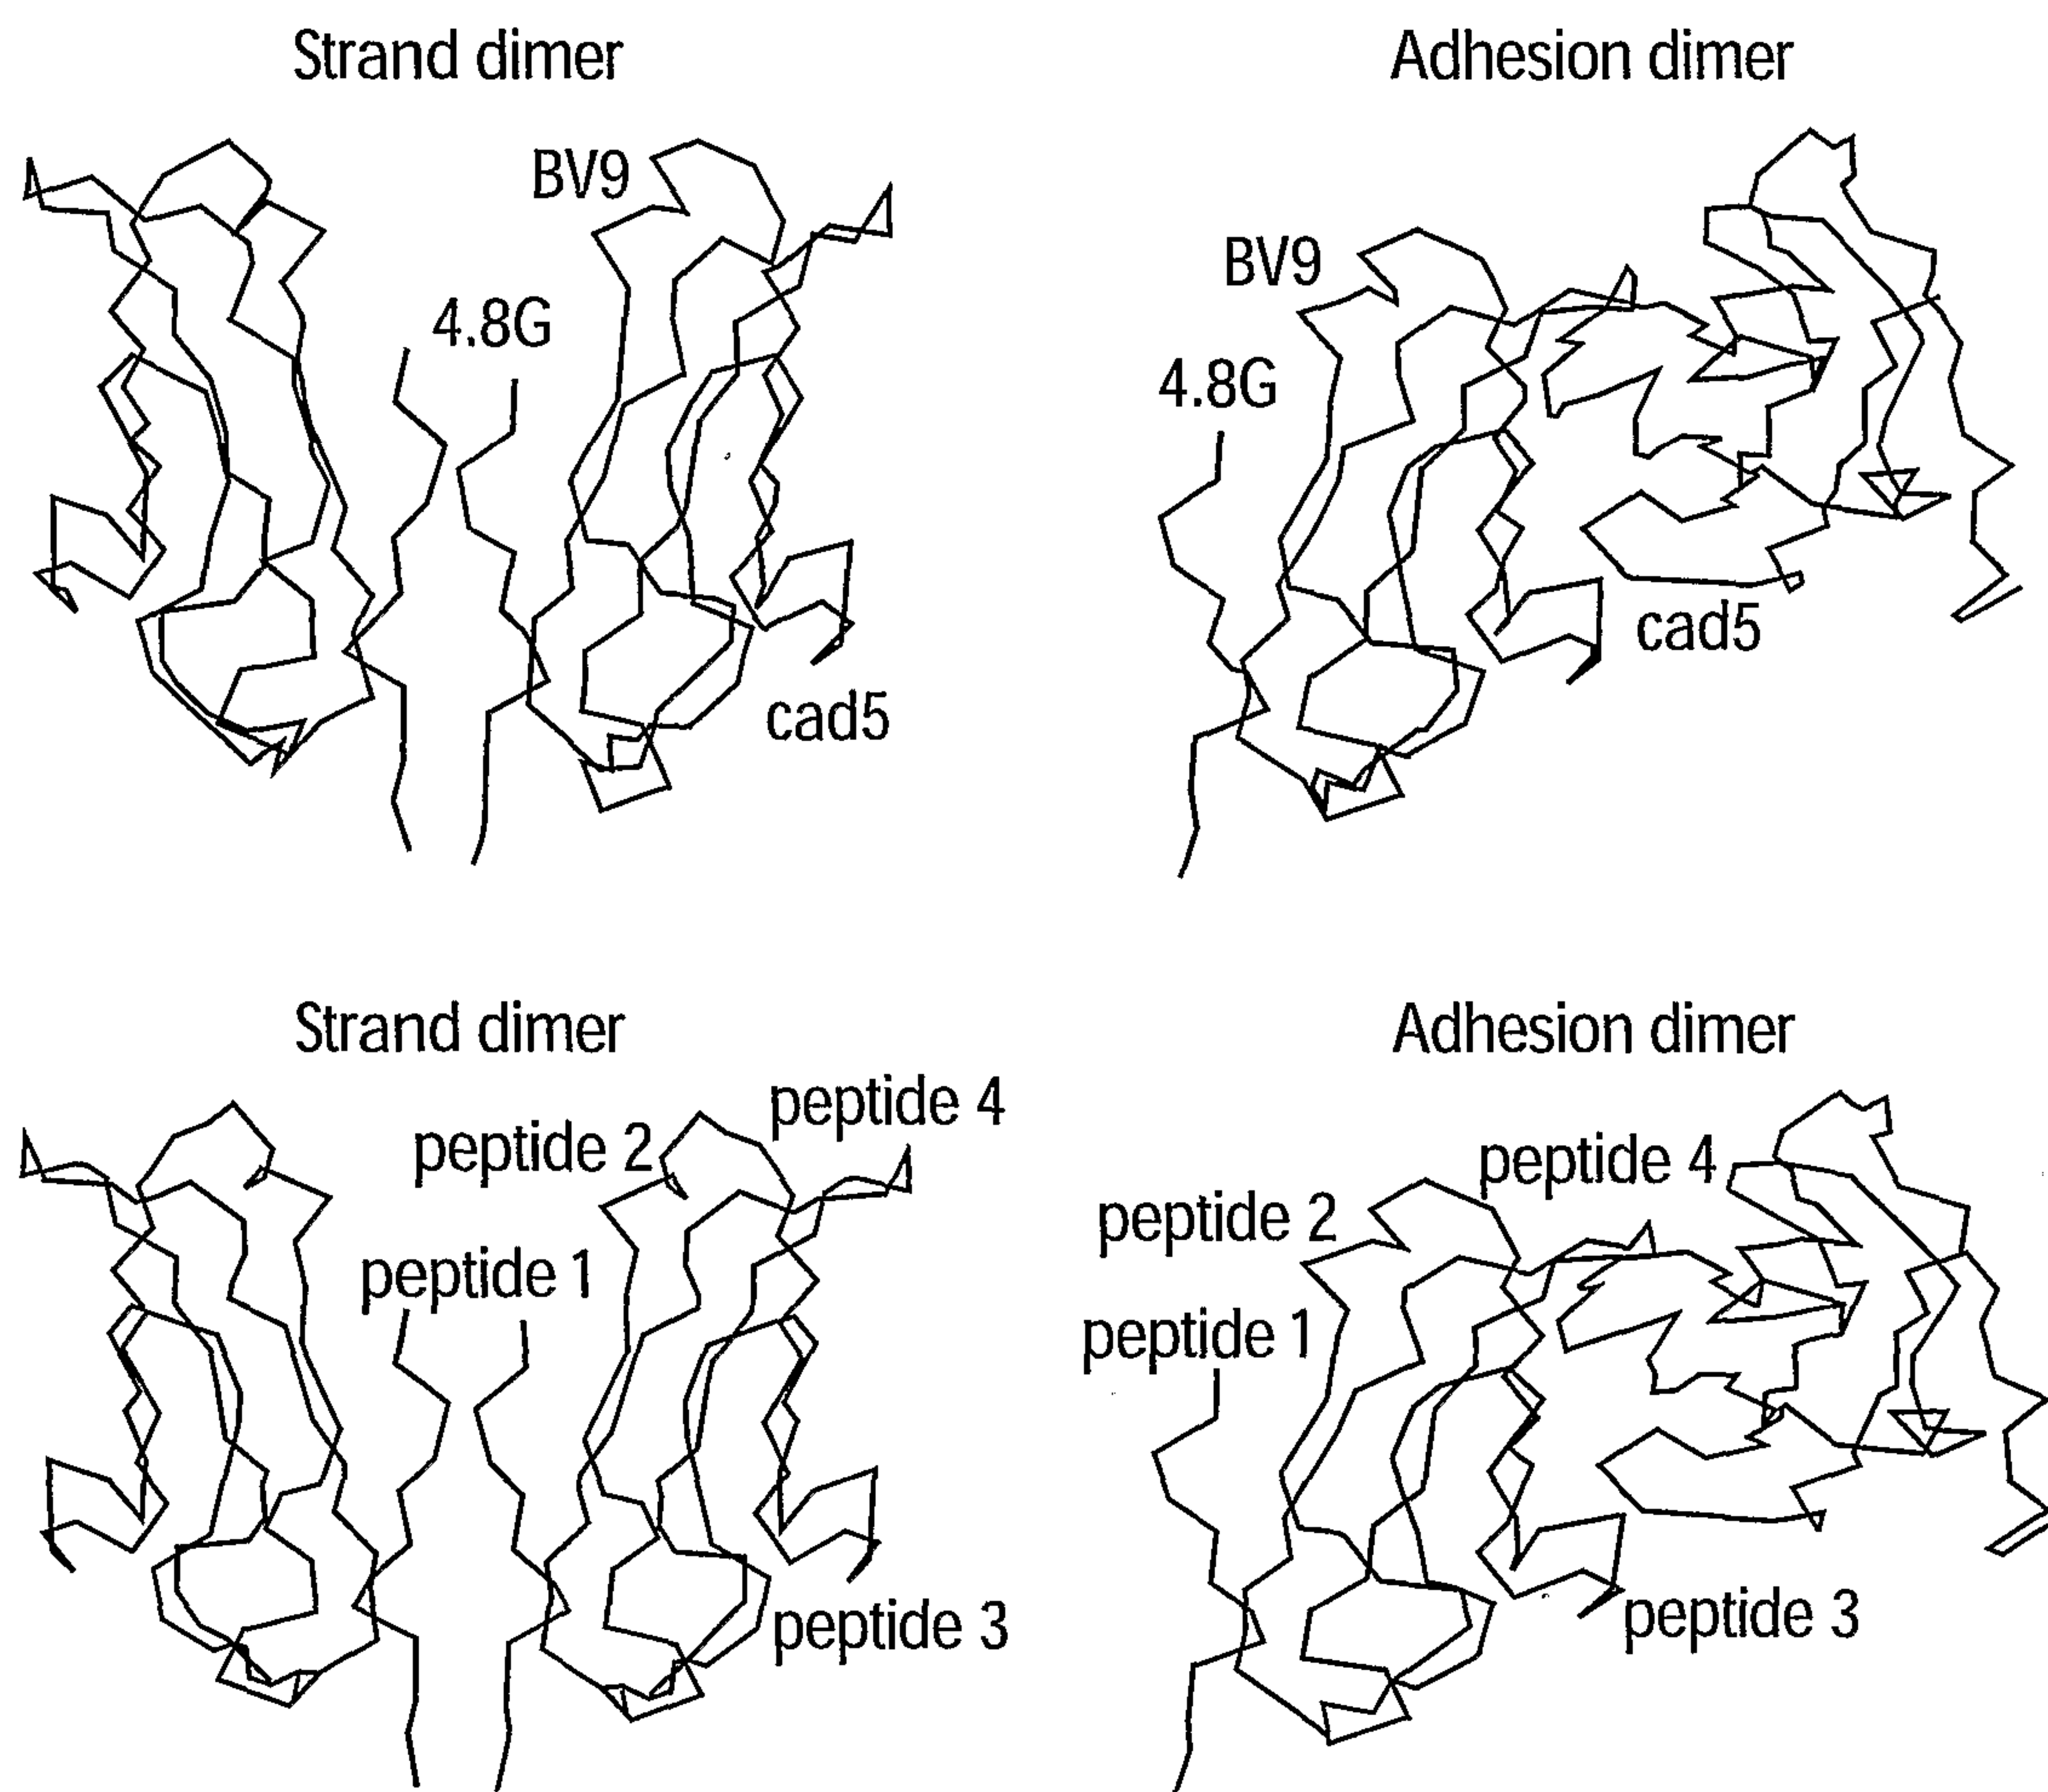 Strand dimer
Adhesion dimer
BV9
4.8G
cad5
BV9
4.8G
cad5
Strand dimer
Adhesion dimer
peptide 4
peptide 2
peptide 1
peptide 3
peptide 4
peptide 2
peptide 1
peptide 3